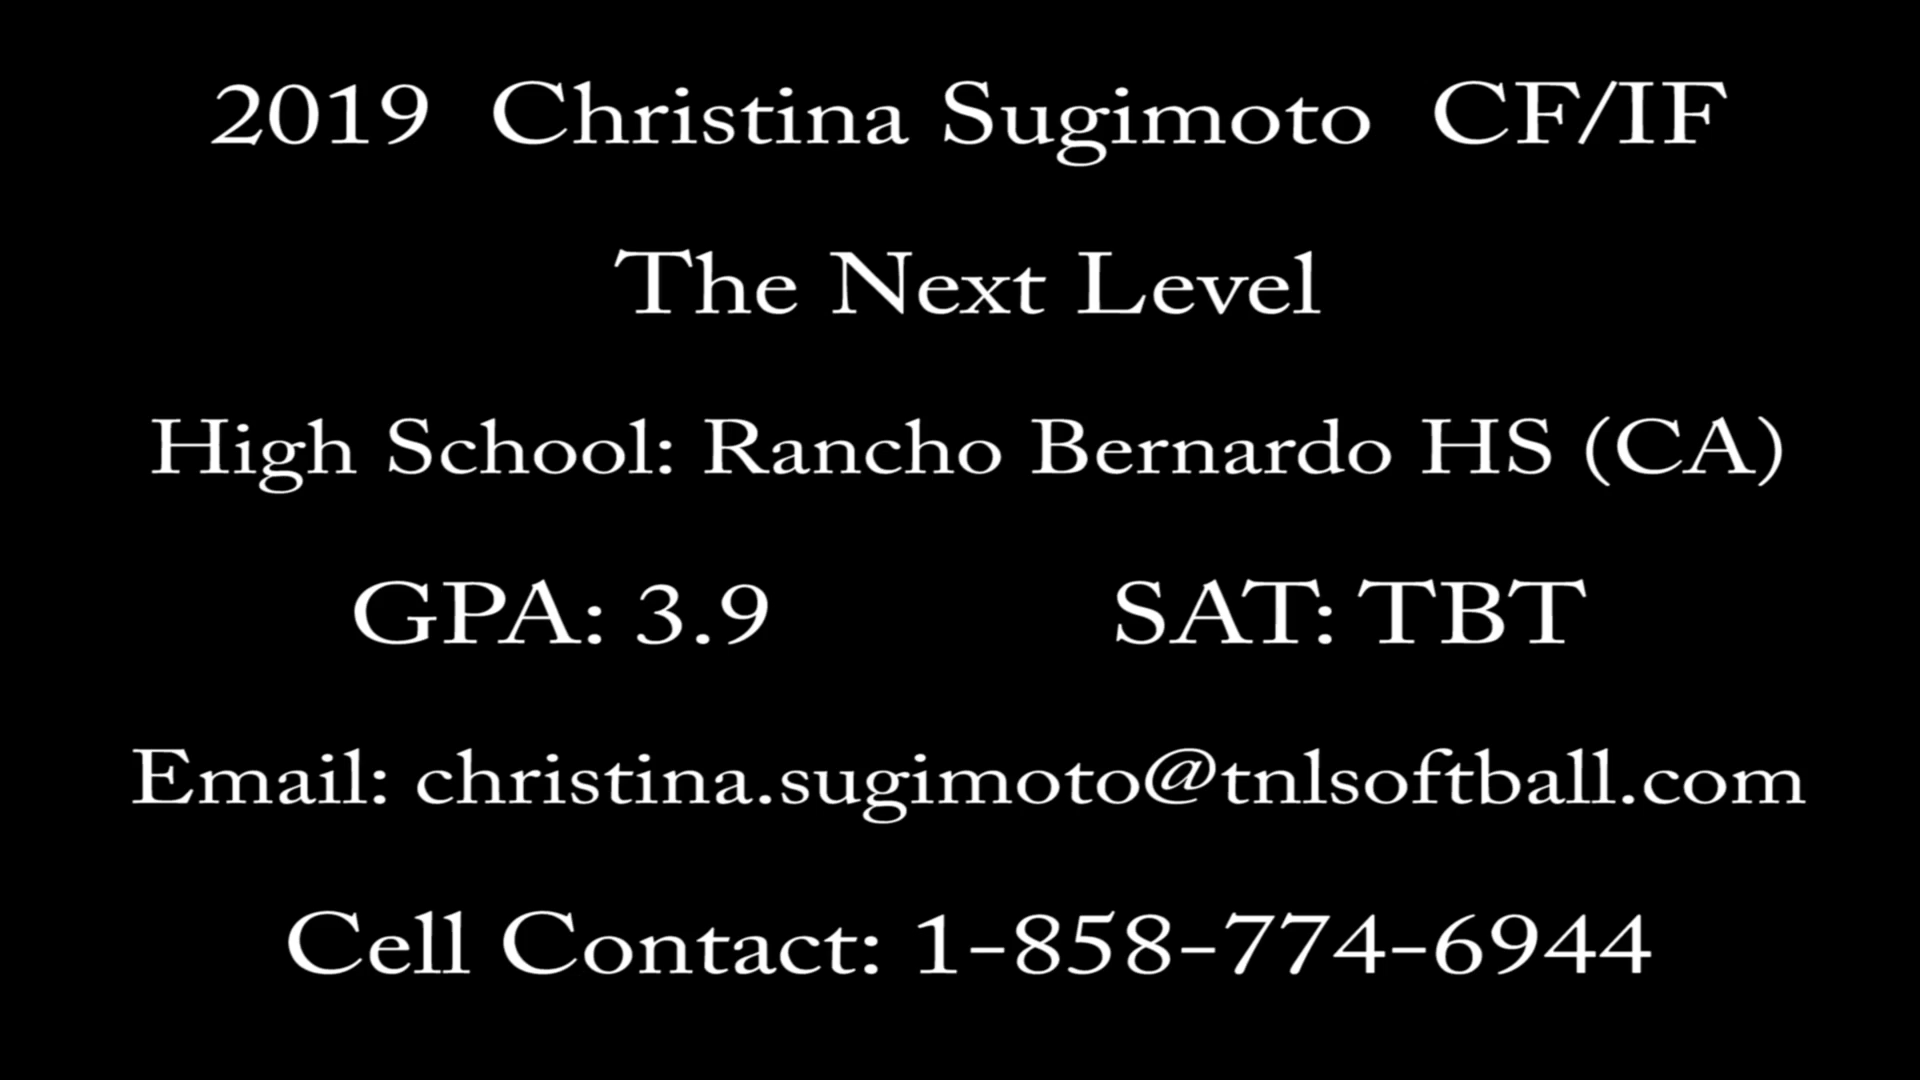 2019 Christina Sugimoto CF/IF
The Next Level
High School: Rancho Bernardo HS (CA)
GPA: 3.9 SAT: TBT
Email: christina.sugimoto@tnlsoftball.com
Cell Contact: 1-858-774-6944